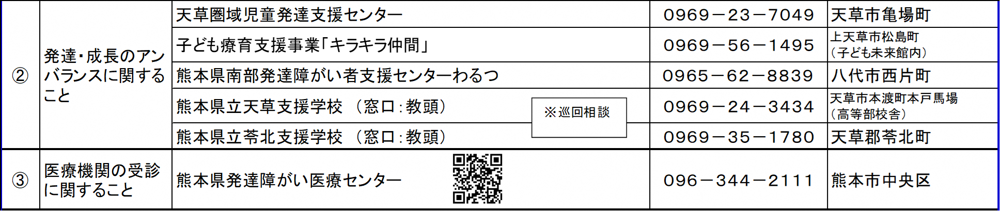 ②
発達・成長のアン
バランスに関する
こと
天草圏域児童発達支援センター
0969－23－7049
天草市亀場町
子ども療育支援事業「キラキラ仲間」
0969－56－1495
上天草市松島町
（子ども未来館内）
熊本県南部発達障がい者支援センターわるつ
0965－62－8839
八代市西片町
熊本県立天草支援学校　（窓口：教頭）
※巡回相談
0969－24－3434
天草市本渡町本戸馬場
（高等部校舎）
熊本県立苓北支援学校　（窓口：教頭）
0969－35－1780
天草郡苓北町
③
医療機関の受診
に関すること
熊本県発達障がい医療センター
096－344－2111
熊本市中央区